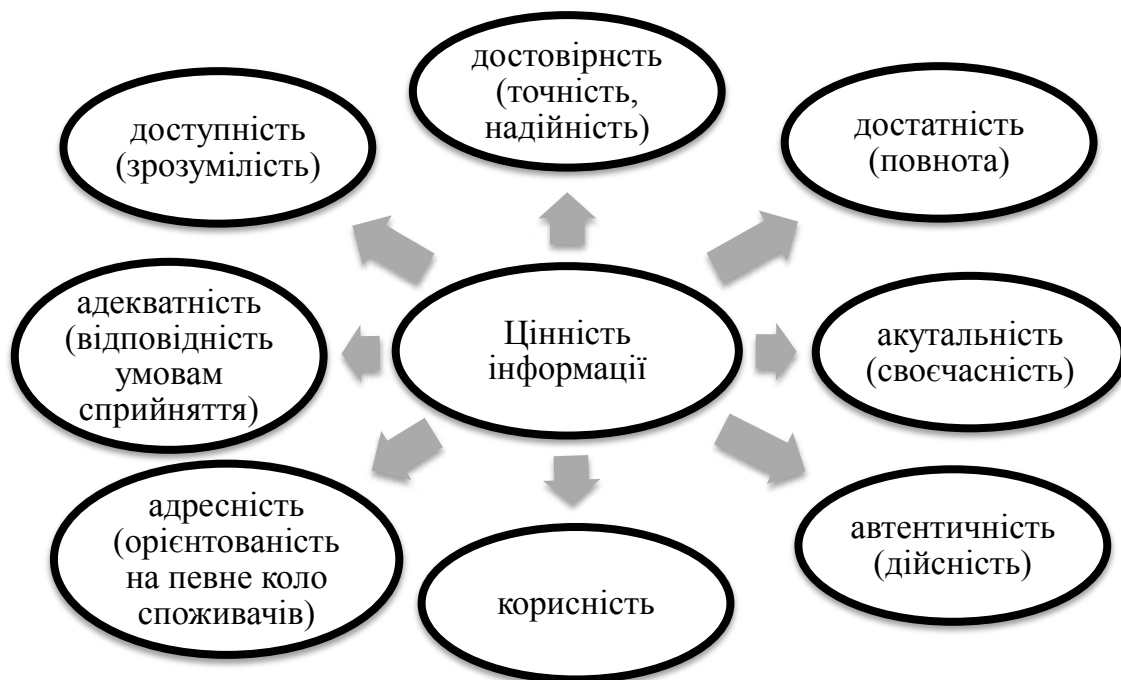 достовірнсть
(точність,
надійність)
доступність
(зрозумілість)
достатність
(повнота)
адекватність
(відповідність
умовам
сприйняття)
Цінність
інформації
акутальність
(своєчасність)
адресність
(орієнтованість
на певне коло
споживачів)
корисність
автентичність
(дійсність)